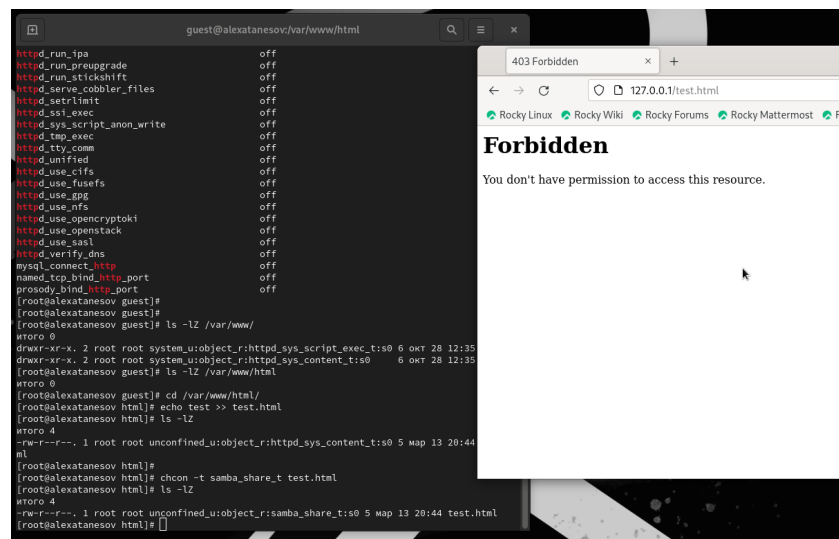 guest@alexatanesov:/var/www/html
httpd_run_ipa off
httpd_run_preupgrade off
httpd_run_stickshift off
httpd_serve_cobbler_files off
httpd_setrlimit off
httpd_ssi_exec off
httpd_sys_script_anon_write off
httpd_tmp_exec off
httpd_tty_comm off
httpd_unified off
httpd_use_cifs off
httpd_use_fusefs off
httpd_use_gpg off
httpd_use_nfs off
httpd_use_opencryptoki off
httpd_use_openstack off
httpd_use_sasl off
httpd_verify_dns off
mysql_connect_http off
named_tcp_bind_http_port off
prosody_bind_http_port off
[root@alexatanesov guest]#
[root@alexatanesov guest]#
[root@alexatanesov guest]# ls -lZ /var/www/
итого 0
drwxr-xr-x. 2 root root system_u:object_r:httpd_sys_script_exec_t:s0 6 окт 28 12:35
drwxr-xr-x. 2 root root system_u:object_r:httpd_sys_content_t:s0 6 окт 28 12:35
[root@alexatanesov guest]# ls -lZ /var/www/html
итого 0
[root@alexatanesov guest]# cd /var/www/html/
[root@alexatanesov html]# echo test >> test.html
[root@alexatanesov html]# ls -lZ
итого 4
-rw-r--r--. 1 root root unconfined_u:object_r:httpd_sys_content_t:s0 5 мар 13 20:44
ml
[root@alexatanesov html]#
[root@alexatanesov html]# chcon -t samba_share_t test.html
[root@alexatanesov html]# ls -lZ
итого 4
-rw-r--r--. 1 root root unconfined_u:object_r:samba_share_t:s0 5 мар 13 20:44 test.html
[root@alexatanesov html]#
403 Forbidden
127.0.0.1/test.html
Rocky Linux Rocky Wiki Rocky Forums Rocky Mattermost
Forbidden
You don't have permission to access this resource.